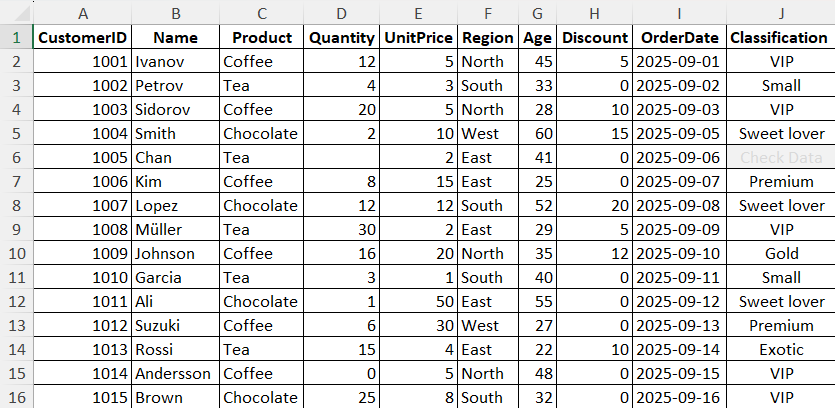 A B C D E F G H I J
1 CustomerID Name Product Quantity UnitPrice Region Age Discount OrderDate Classification
2 1001 Ivanov Coffee 12 5 North 45 5 2025-09-01 VIP
3 1002 Petrov Tea 4 3 South 33 0 2025-09-02 Small
4 1003 Sidorov Coffee 20 5 North 28 10 2025-09-03 VIP
5 1004 Smith Chocolate 2 10 West 60 15 2025-09-05 Sweet lover
6 1005 Chan Tea 2 East 41 0 2025-09-06 Check Data
7 1006 Kim Coffee 8 15 East 25 0 2025-09-07 Premium
8 1007 Lopez Chocolate 12 12 South 52 20 2025-09-08 Sweet lover
9 1008 Müller Tea 30 2 East 29 5 2025-09-09 VIP
10 1009 Johnson Coffee 16 20 North 35 12 2025-09-10 Gold
11 1010 Garcia Tea 3 1 South 40 0 2025-09-11 Small
12 1011 Ali Chocolate 1 50 East 55 0 2025-09-12 Sweet lover
13 1012 Suzuki Coffee 6 30 West 27 0 2025-09-13 Premium
14 1013 Rossi Tea 15 4 East 22 10 2025-09-14 Exotic
15 1014 Andersson Coffee 0 5 North 48 0 2025-09-15 VIP
16 1015 Brown Chocolate 25 8 South 32 0 2025-09-16 VIP